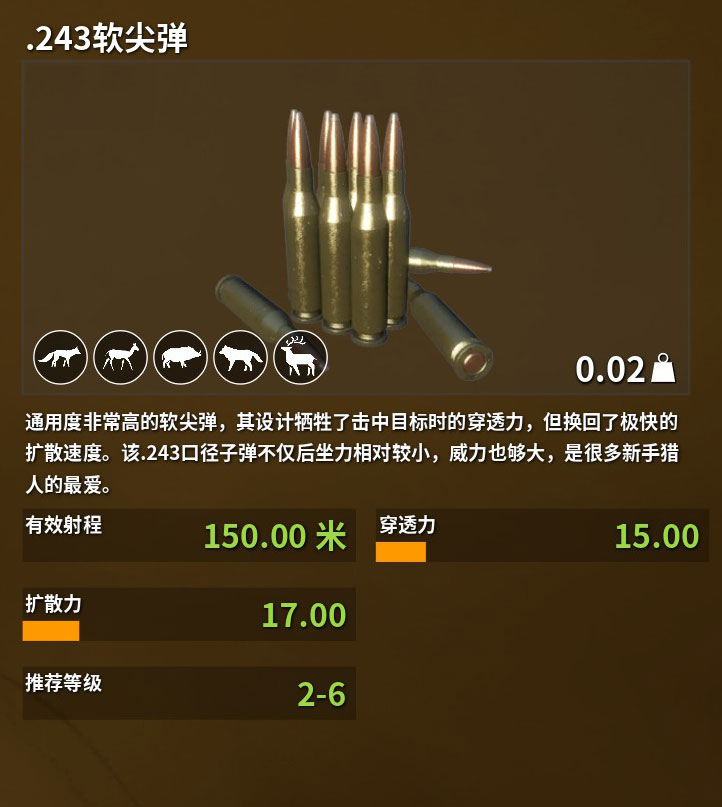 .243软尖弹
0.02
通用度非常高的软尖弹，其设计牺牲了击中目标时的穿透力，但换回了极快的
扩散速度。该.243口径子弹不仅后坐力相对较小，威力也够大，是很多新手猎
人的最爱。
有效射程 150.00 米
穿透力 15.00
扩散力 17.00
推荐等级 2-6